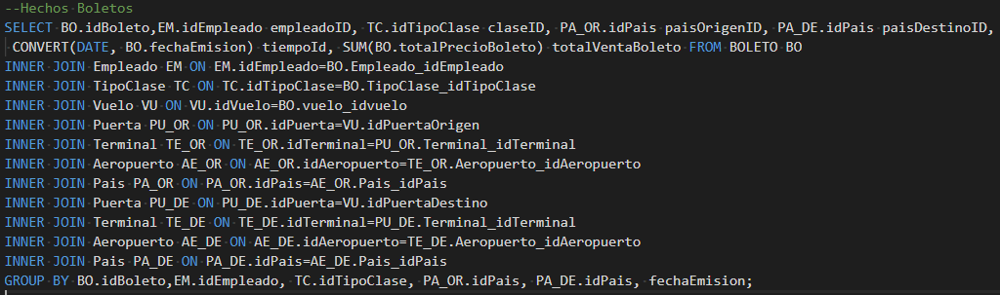 --Hechos Boletos
SELECT BO.idBoleto,EM.idEmpleado empleadoID, TC.idTipoClase claseID, PA_OR.idPais paisOrigenID, PA_DE.idPais paisDestinoID,
CONVERT(DATE, BO.fechaEmision) tiempoId, SUM(BO.totalPrecioBoleto) totalVentaBoleto FROM BOLETO BO
INNER JOIN Empleado EM ON EM.idEmpleado=BO.Empleado_idEmpleado
INNER JOIN TipoClase TC ON TC.idTipoClase=BO.TipoClase_idTipoClase
INNER JOIN Vuelo VU ON VU.idVuelo=BO.vuelo_idvuelo
INNER JOIN Puerta PU_OR ON PU_OR.idPuerta=VU.idPuertaOrigen
INNER JOIN Terminal TE_OR ON TE_OR.idTerminal=PU_OR.Terminal_idTerminal
INNER JOIN Aeropuerto AE_OR ON AE_OR.idAeropuerto=TE_OR.Aeropuerto_idAeropuerto
INNER JOIN Pais PA_OR ON PA_OR.idPais=AE_OR.Pais_idPais
INNER JOIN Puerta PU_DE ON PU_DE.idPuerta=VU.idPuertaDestino
INNER JOIN Terminal TE_DE ON TE_DE.idTerminal=PU_DE.Terminal_idTerminal
INNER JOIN Aeropuerto AE_DE ON AE_DE.idAeropuerto=TE_DE.Aeropuerto_idAeropuerto
INNER JOIN Pais PA_DE ON PA_DE.idPais=AE_DE.Pais_idPais
GROUP BY BO.idBoleto,EM.idEmpleado, TC.idTipoClase, PA_OR.idPais, PA_DE.idPais, fechaEmision;